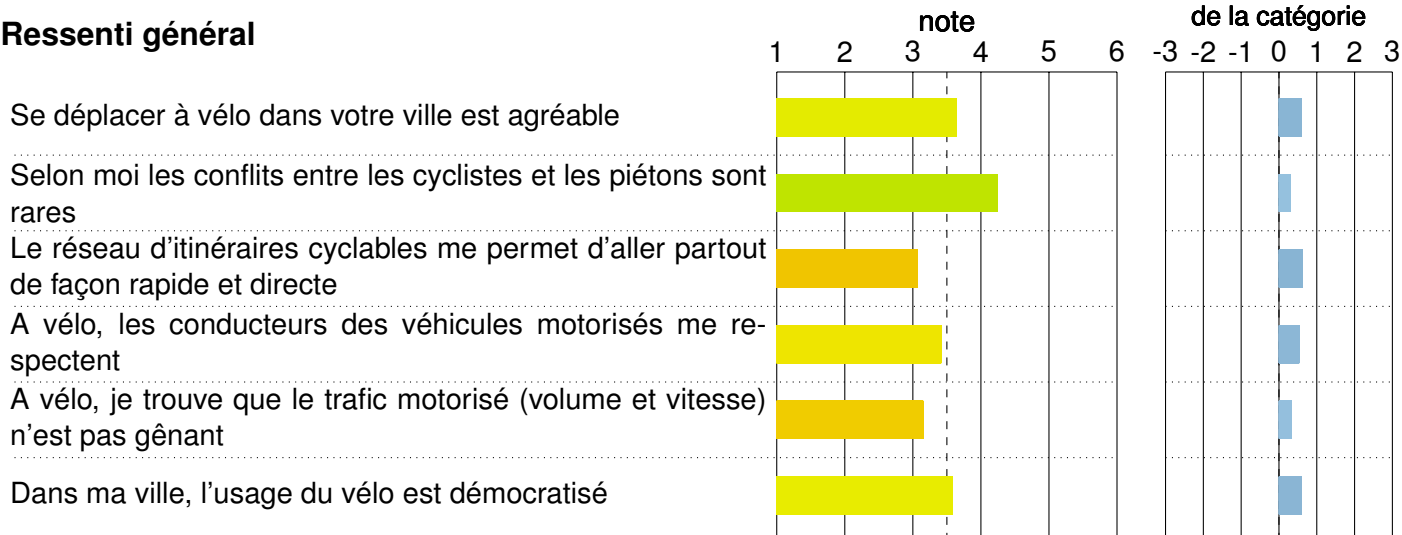 Ressenti général
note
de la catégorie
1 2 3 4 5 6
-3 -2 -1 0 1 2 3
Se déplacer à vélo dans votre ville est agréable
Selon moi les conflits entre les cyclistes et les piétons sont
rares
Le réseau d'itinéraires cyclables me permet d'aller partout
de façon rapide et directe
A vélo, les conducteurs des véhicules motorisés me re-
spectent
A vélo, je trouve que le trafic motorisé (volume et vitesse)
n'est pas gênant
Dans ma ville, l'usage du vélo est démocratisé